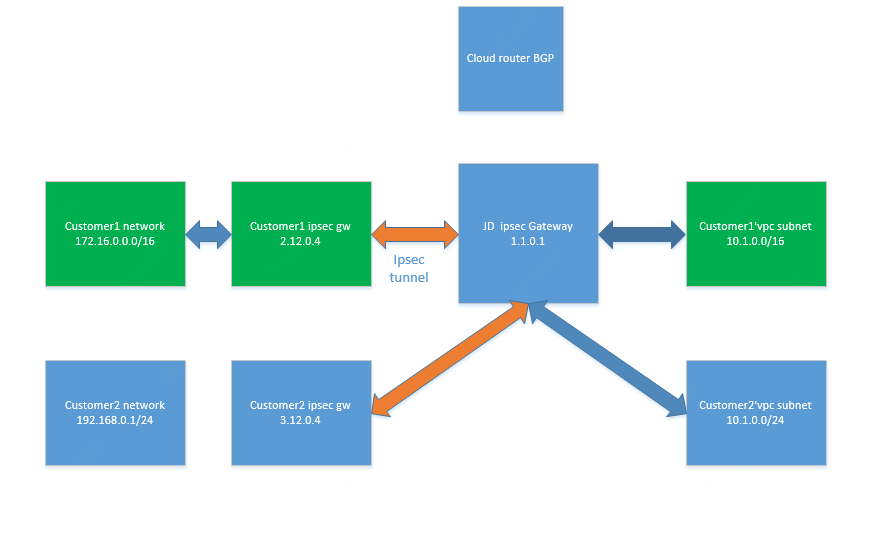 Cloud router BGP
Customer1 network
172.16.0.0.0/16
Customer1 ipsec gw
2.12.0.4
JD  ipsec Gateway
1.1.0.1
Customer1'vpc subnet
10.1.0.0/16
Ipsec
tunnel
Customer2 network
192.168.0.1/24
Customer2 ipsec gw
3.12.0.4
Customer2'vpc subnet
10.1.0.0/24